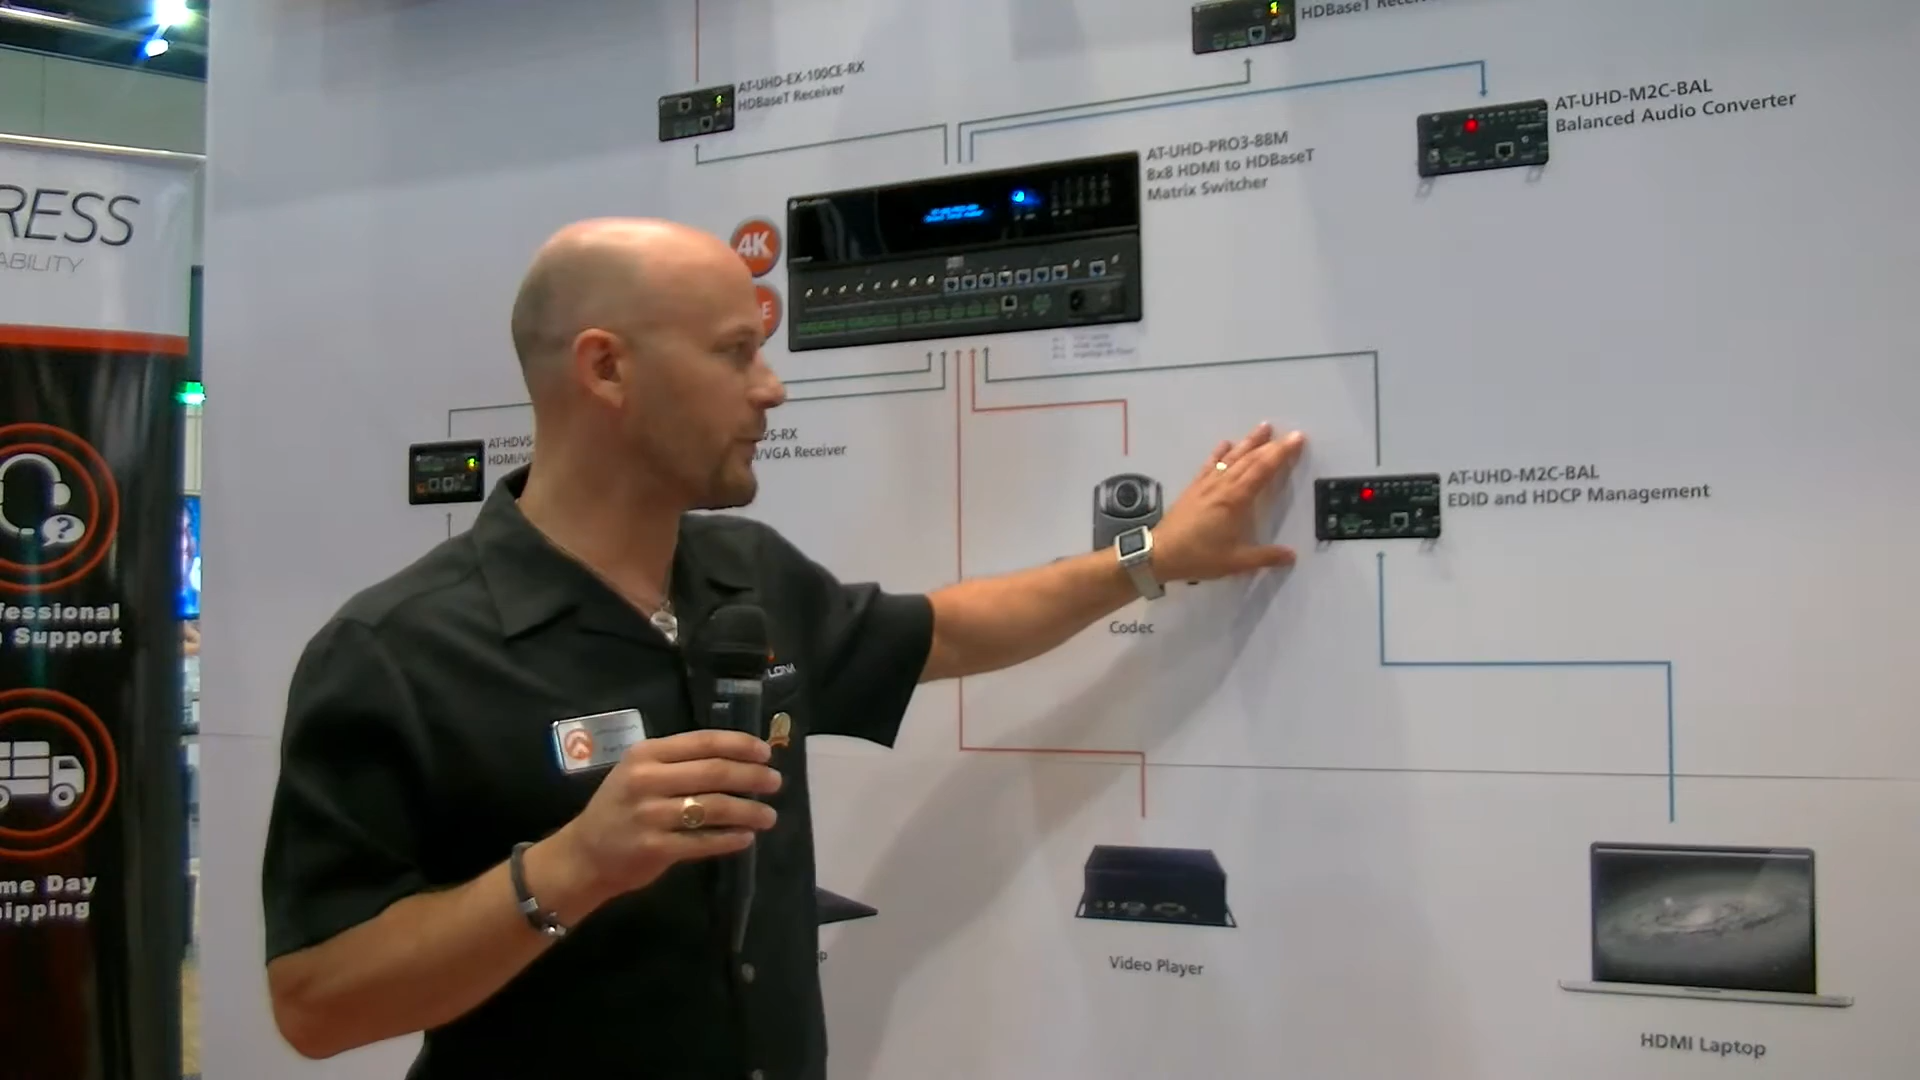 HDBaseT
AT-UHD-EX-100CE-RX
HDBaseT Receiver
AT-UHD-M2C-BAL
Balanced Audio Converter
AT-UHD-PRO3-88M
8x8 HDMI to HDBaseT
Matrix Switcher
RESS
ABILITY
4K
E
AT-HDVS-
HDMI/V
VS-RX
I/VGA Receiver
AT-UHD-M2C-BAL
EDID and HDCP Management
fessional
Support
Codec
LONA
me Day
ipping
Video Player
HDMI Laptop